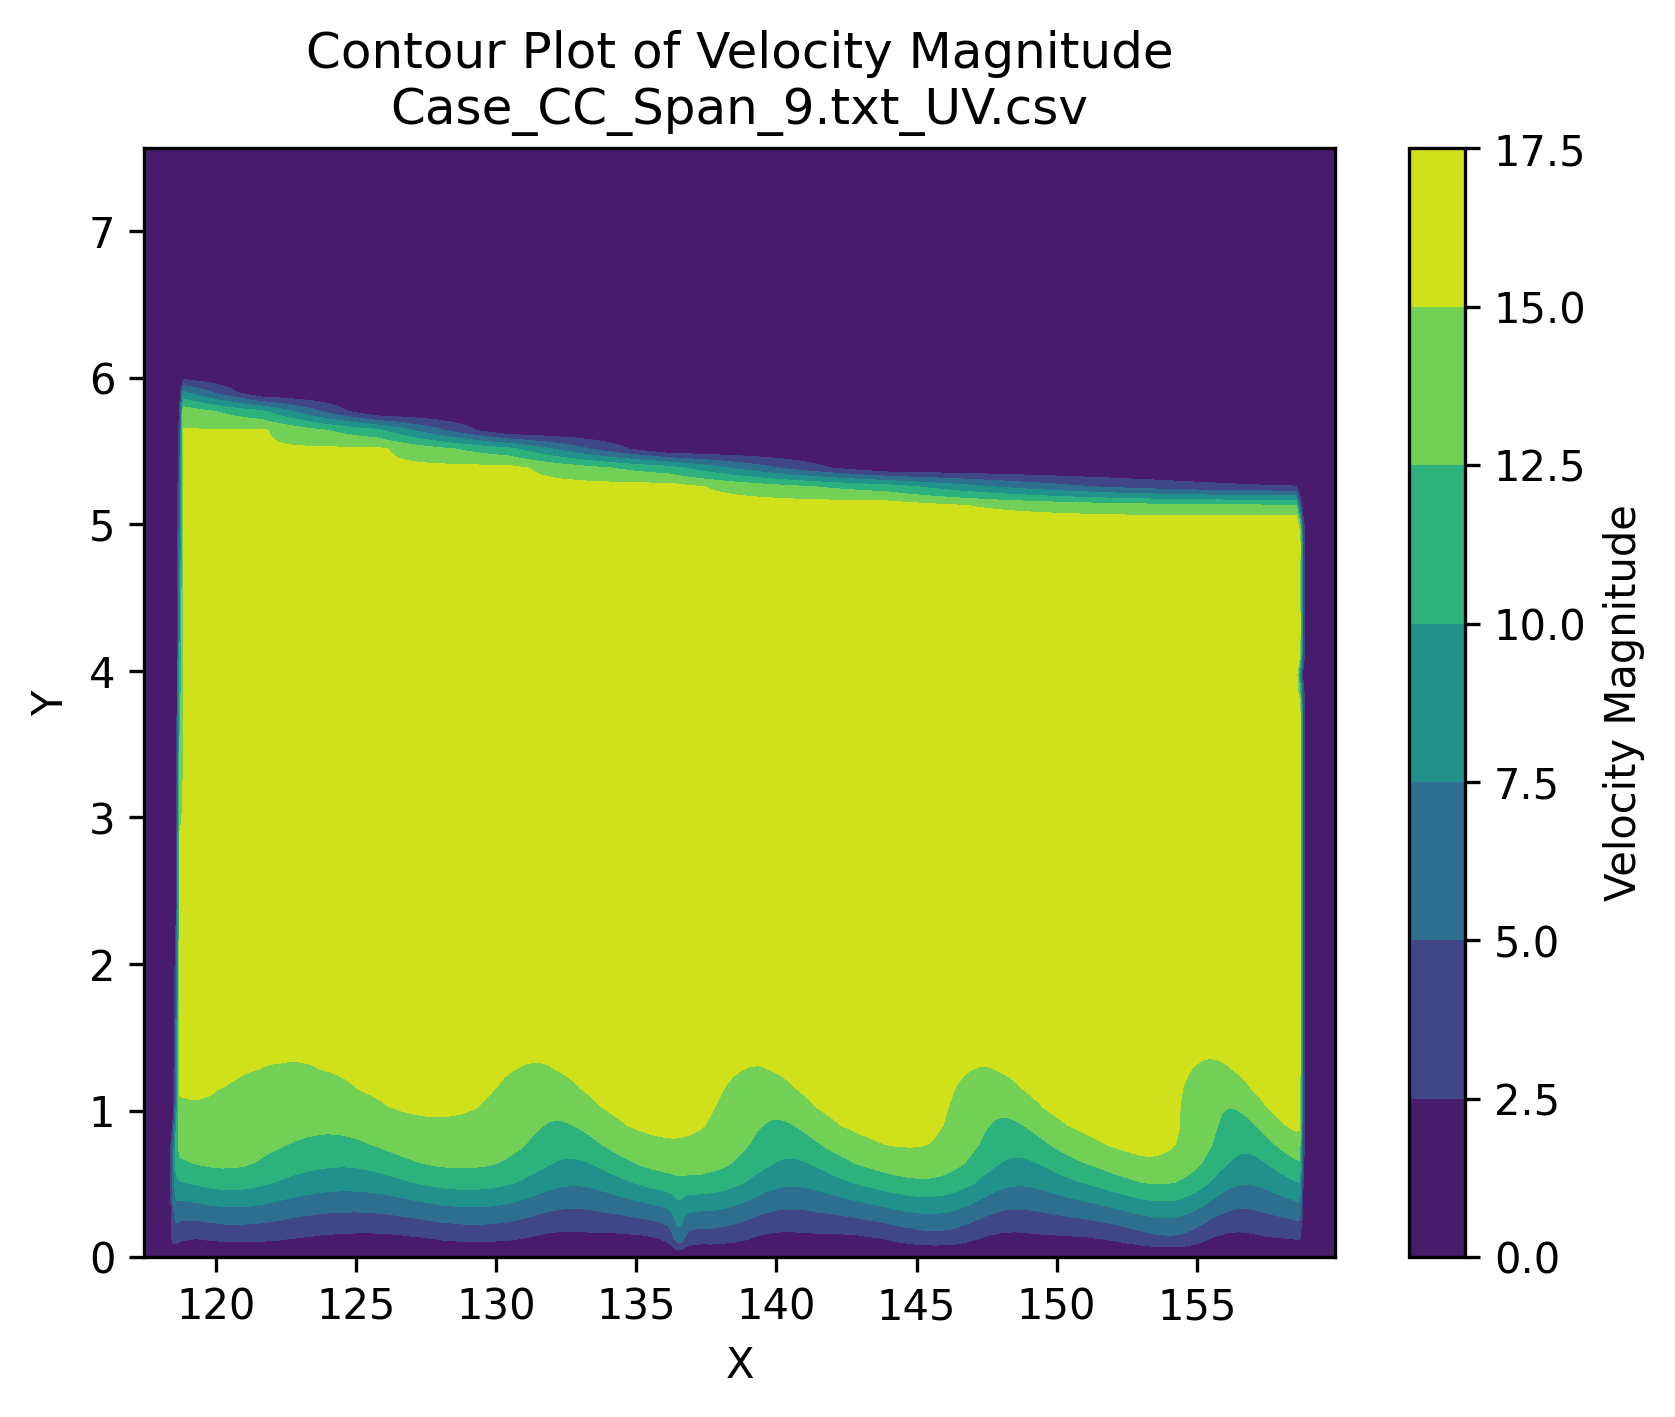 Contour Plot of Velocity Magnitude
Case_CC_Span_9.txt_UV.csv
7
6
5
4
3
2
1
0
Y
120 125 130 135 140 145 150 155
X
17.5
15.0
12.5
10.0
7.5
5.0
2.5
0.0
Velocity Magnitude